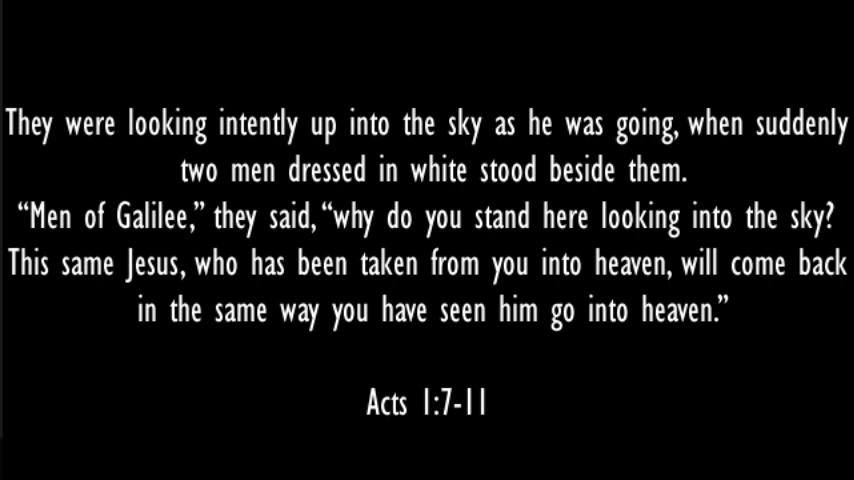 They were looking intently up into the sky as he was going, when suddenly
two men dressed in white stood beside them.
“Men of Galilee,” they said, “why do you stand here looking into the sky?
This same Jesus, who has been taken from you into heaven, will come back
in the same way you have seen him go into heaven.”
Acts 1:7-11